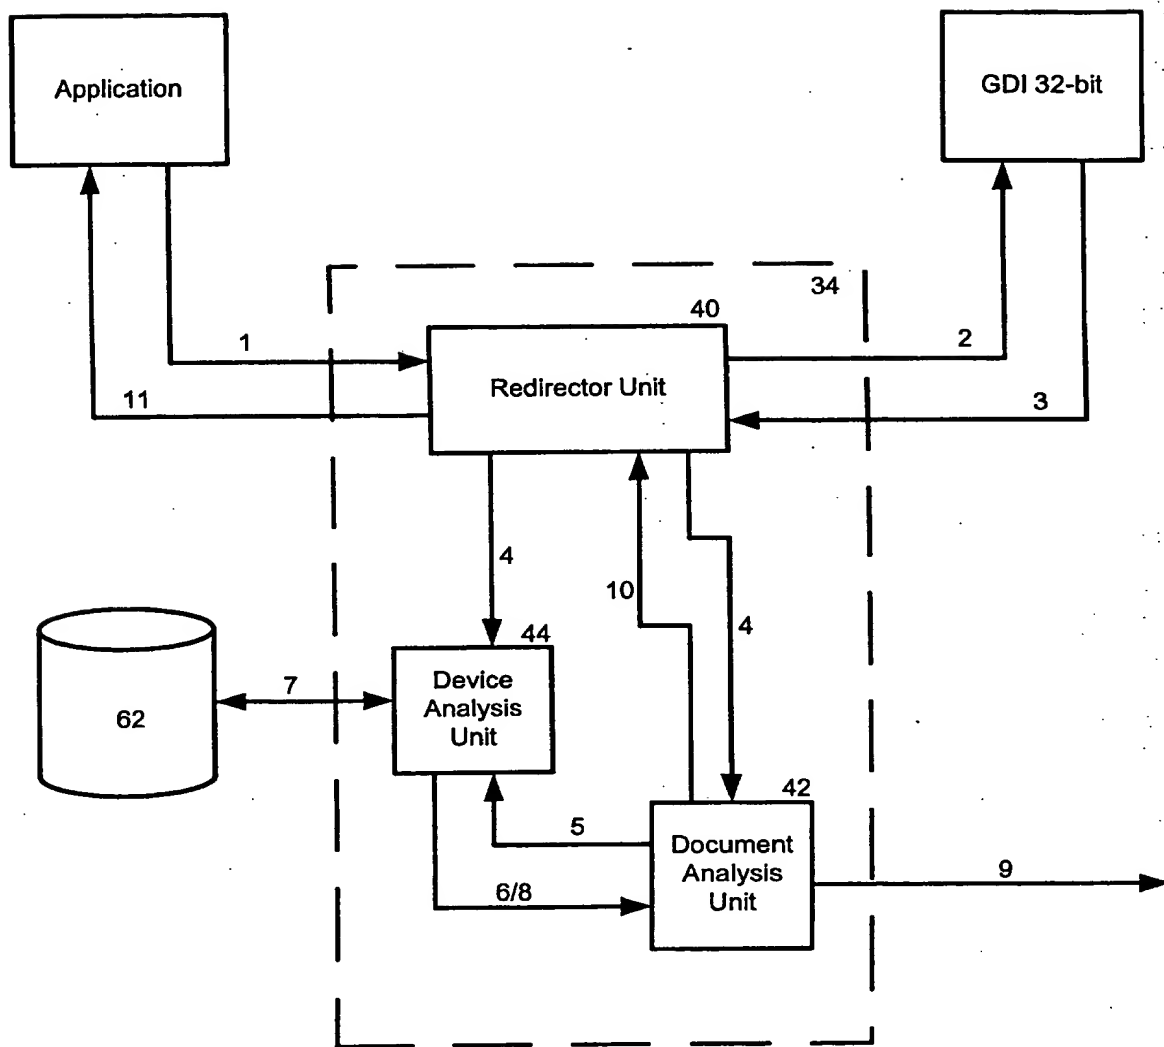 Application
GDI 32-bit
34
40
1
2
Redirector Unit
11
3
4
10
4
44
7
Device
Analysis
Unit
62
42
5
Document
Analysis
Unit
9
6/8